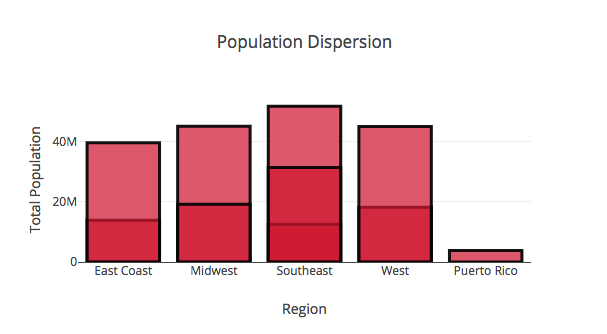 Population Dispersion
Total Population
40M
20M
0
East Coast Midwest Southeast West Puerto Rico
Region